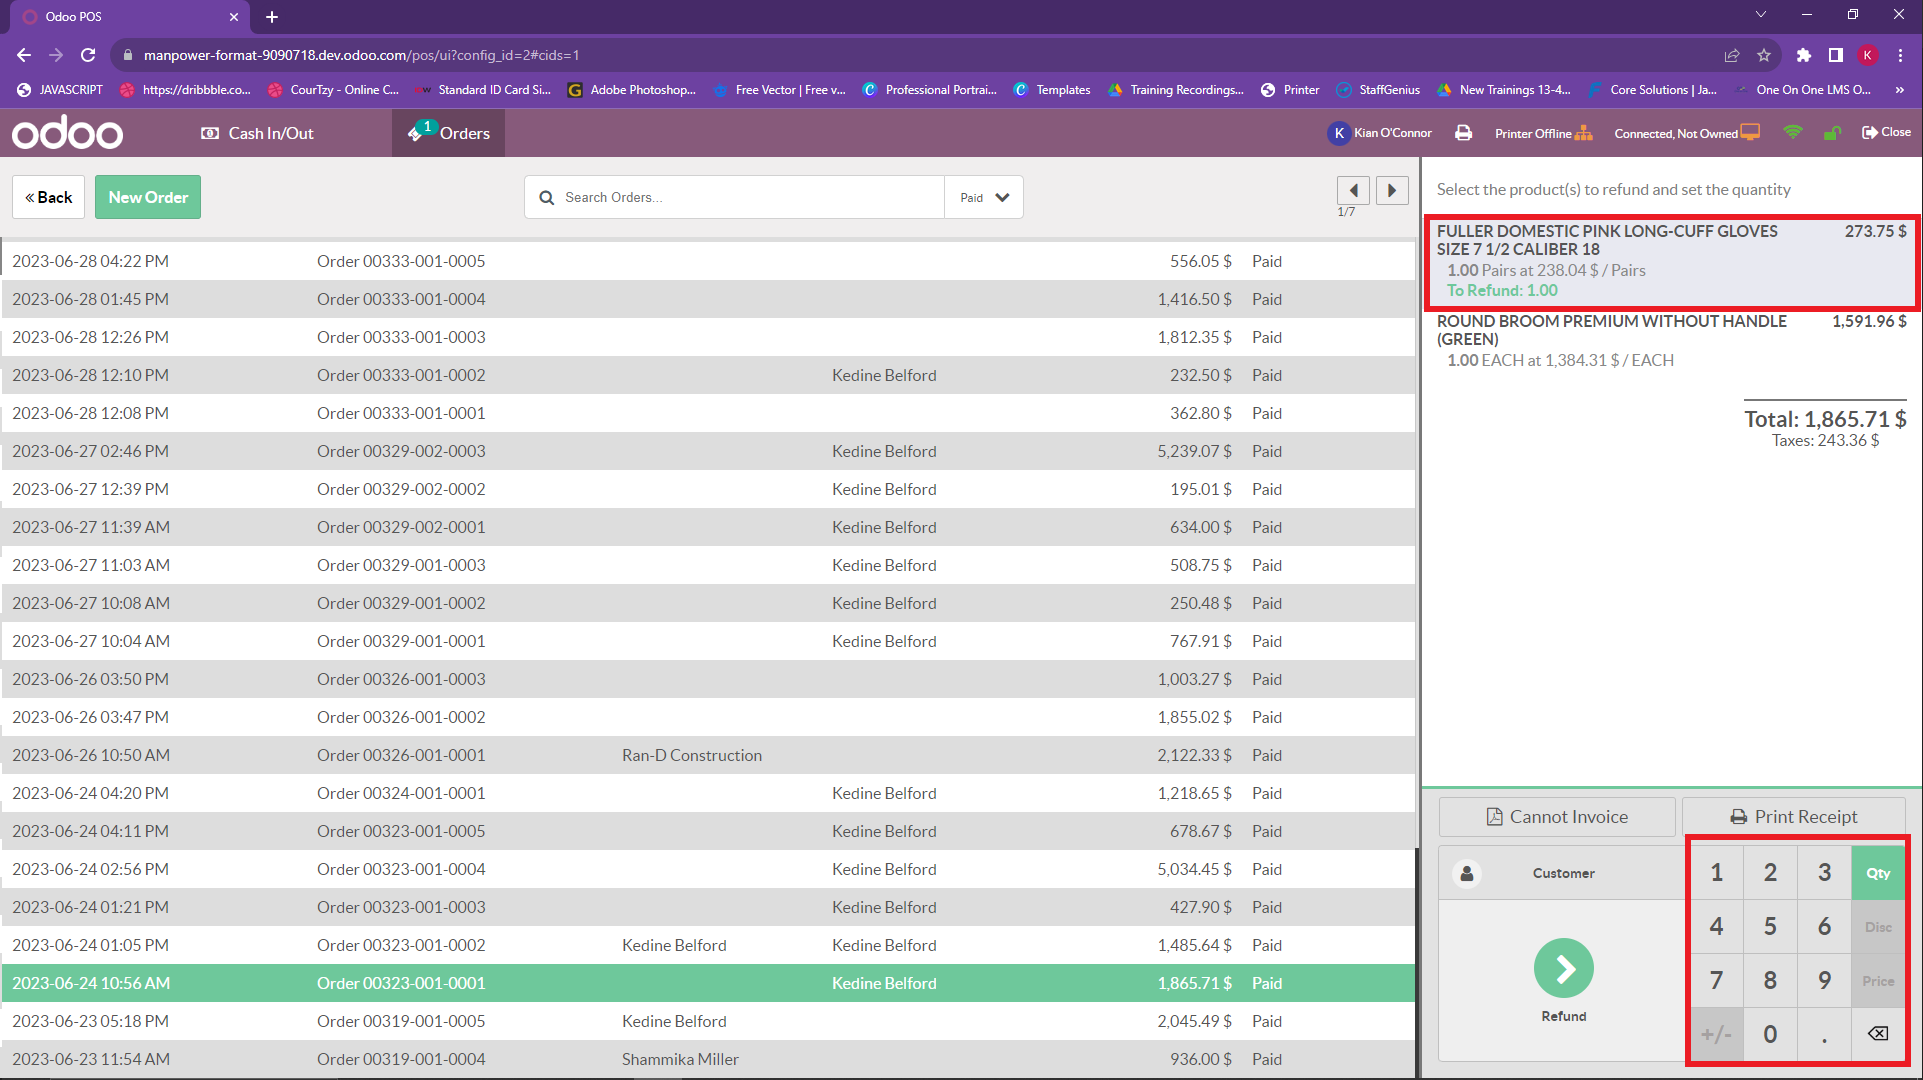 Odoo POS
manpower-format-9090718.dev.odoo.com/pos/ui?config_id=2#cids=1
K
JAVASCRIPT
https://dribbble.co...
CourTzy - Online C...
Standard ID Card Si...
Adobe Photoshop...
Free Vector | Free v...
Professional Portrai...
Templates
Training Recordings...
Printer
StaffGenius
New Trainings 13-4...
Core Solutions | Ja...
One On One LMS O...
»
odoo
Cash In/Out
1
Orders
K Kian O'Connor
Printer Offline
Connected, Not Owned
Close
« Back
New Order
Search Orders...
Paid
1/7
2023-06-28 04:22 PM Order 00333-001-0005 556.05 $ Paid
2023-06-28 01:45 PM Order 00333-001-0004 1,416.50 $ Paid
2023-06-28 12:26 PM Order 00333-001-0003 1,812.35 $ Paid
2023-06-28 12:10 PM Order 00333-001-0002 Kedine Belford 232.50 $ Paid
2023-06-28 12:08 PM Order 00333-001-0001 362.80 $ Paid
2023-06-27 02:46 PM Order 00329-002-0003 Kedine Belford 5,239.07 $ Paid
2023-06-27 12:39 PM Order 00329-002-0002 Kedine Belford 195.01 $ Paid
2023-06-27 11:39 AM Order 00329-002-0001 Kedine Belford 634.00 $ Paid
2023-06-27 11:03 AM Order 00329-001-0003 Kedine Belford 508.75 $ Paid
2023-06-27 10:08 AM Order 00329-001-0002 Kedine Belford 250.48 $ Paid
2023-06-27 10:04 AM Order 00329-001-0001 Kedine Belford 767.91 $ Paid
2023-06-26 03:50 PM Order 00326-001-0003 1,003.27 $ Paid
2023-06-26 03:47 PM Order 00326-001-0002 1,855.02 $ Paid
2023-06-26 10:50 AM Order 00326-001-0001 Ran-D Construction 2,122.33 $ Paid
2023-06-24 04:20 PM Order 00324-001-0001 Kedine Belford 1,218.65 $ Paid
2023-06-24 04:11 PM Order 00323-001-0005 Kedine Belford 678.67 $ Paid
2023-06-24 02:56 PM Order 00323-001-0004 Kedine Belford 5,034.45 $ Paid
2023-06-24 01:21 PM Order 00323-001-0003 Kedine Belford 427.90 $ Paid
2023-06-24 01:05 PM Order 00323-001-0002 Kedine Belford Kedine Belford 1,485.64 $ Paid
2023-06-24 10:56 AM Order 00323-001-0001 Kedine Belford 1,865.71 $ Paid
2023-06-23 05:18 PM Order 00319-001-0005 Kedine Belford 2,045.49 $ Paid
2023-06-23 11:54 AM Order 00319-001-0004 Shammika Miller 936.00 $ Paid
Select the product(s) to refund and set the quantity
FULLER DOMESTIC PINK LONG-CUFF GLOVES 273.75 $
SIZE 7 1/2 CALIBER 18
1.00 Pairs at 238.04 $ / Pairs
To Refund: 1.00
ROUND BROOM PREMIUM WITHOUT HANDLE 1,591.96 $
(GREEN)
1.00 EACH at 1,384.31 $ / EACH
Total: 1,865.71 $
Taxes: 243.36 $
Cannot Invoice
Print Receipt
Customer
Refund
1 2 3 Qty
4 5 6 Disc
7 8 9 Price
+/- 0 .